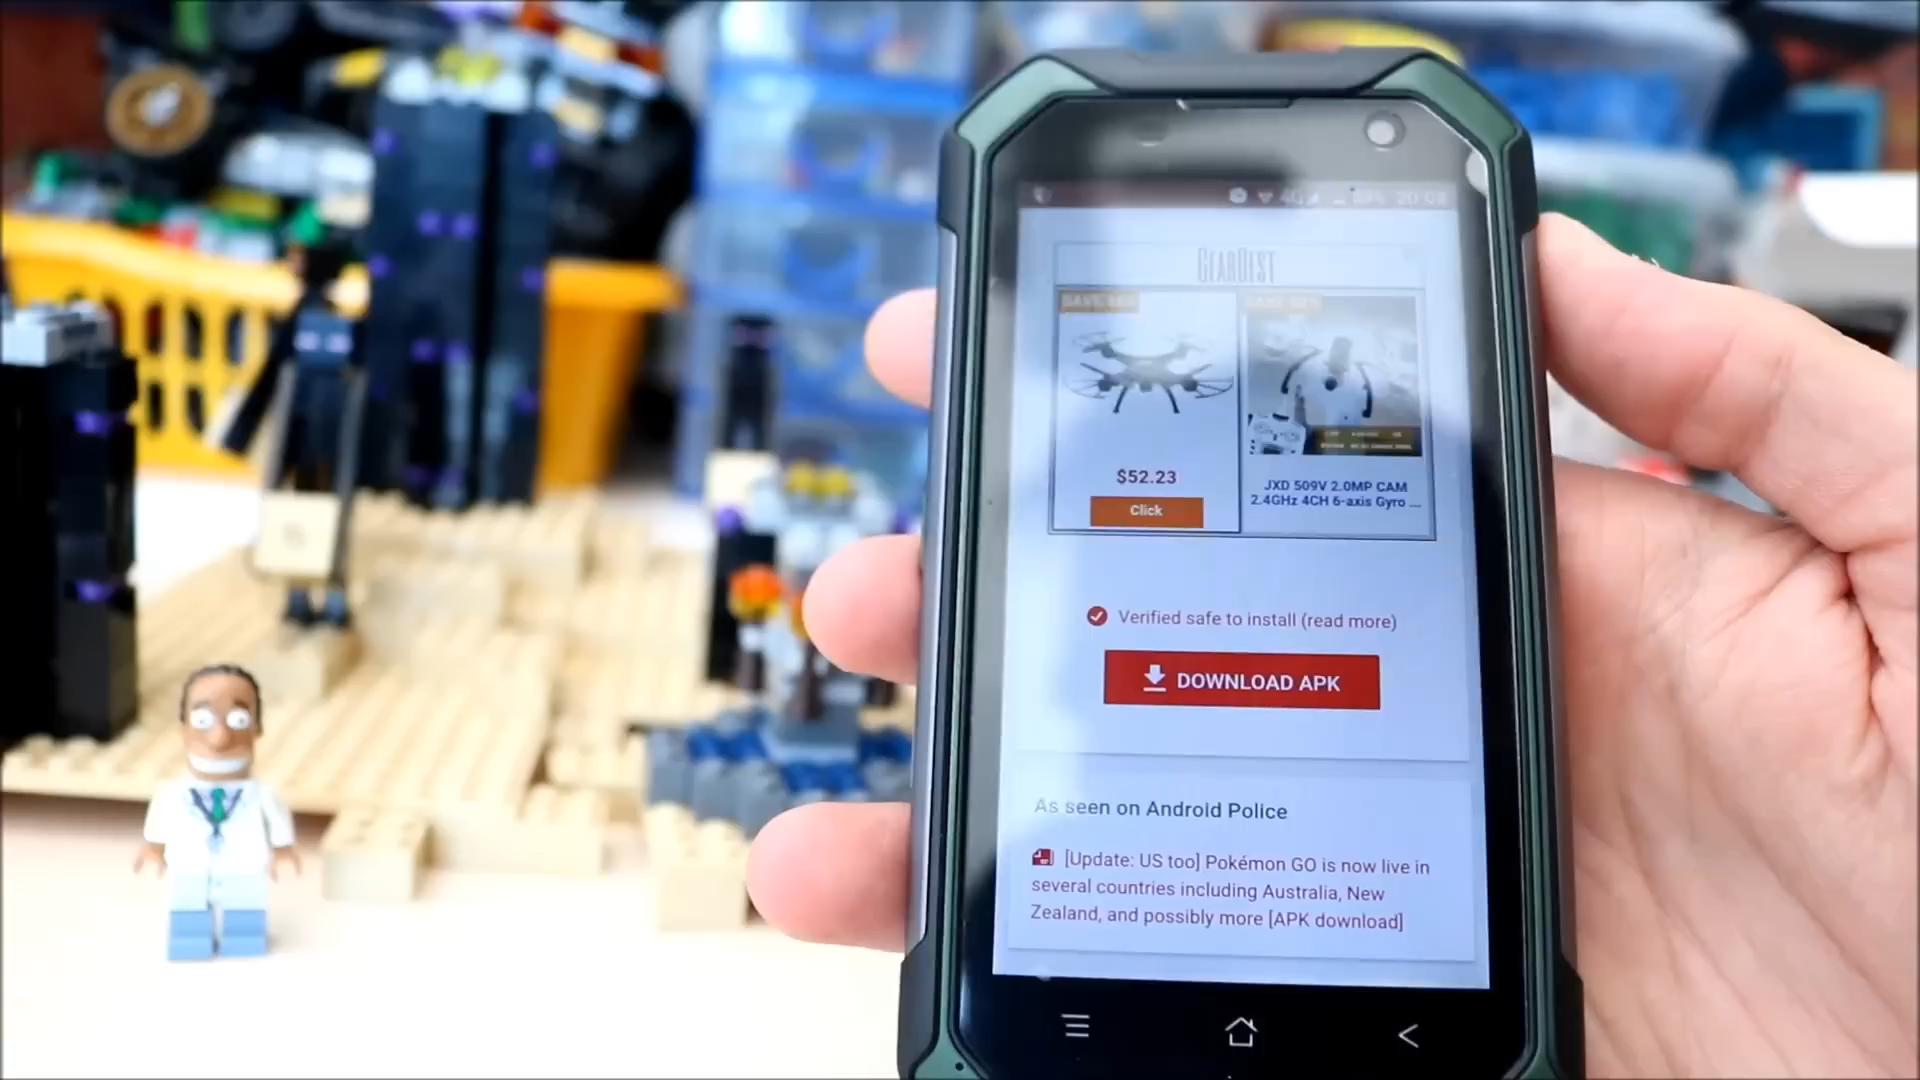 GearBest
$52.23
Click
JXD 509V 2.0MP CAM
2.4GHz 4CH 6-axis Gyro ...
Verified safe to install (read more)
DOWNLOAD APK
As seen on Android Police
[Update: US too] Pokémon GO is now live in
several countries including Australia, New
Zealand, and possibly more [APK download]